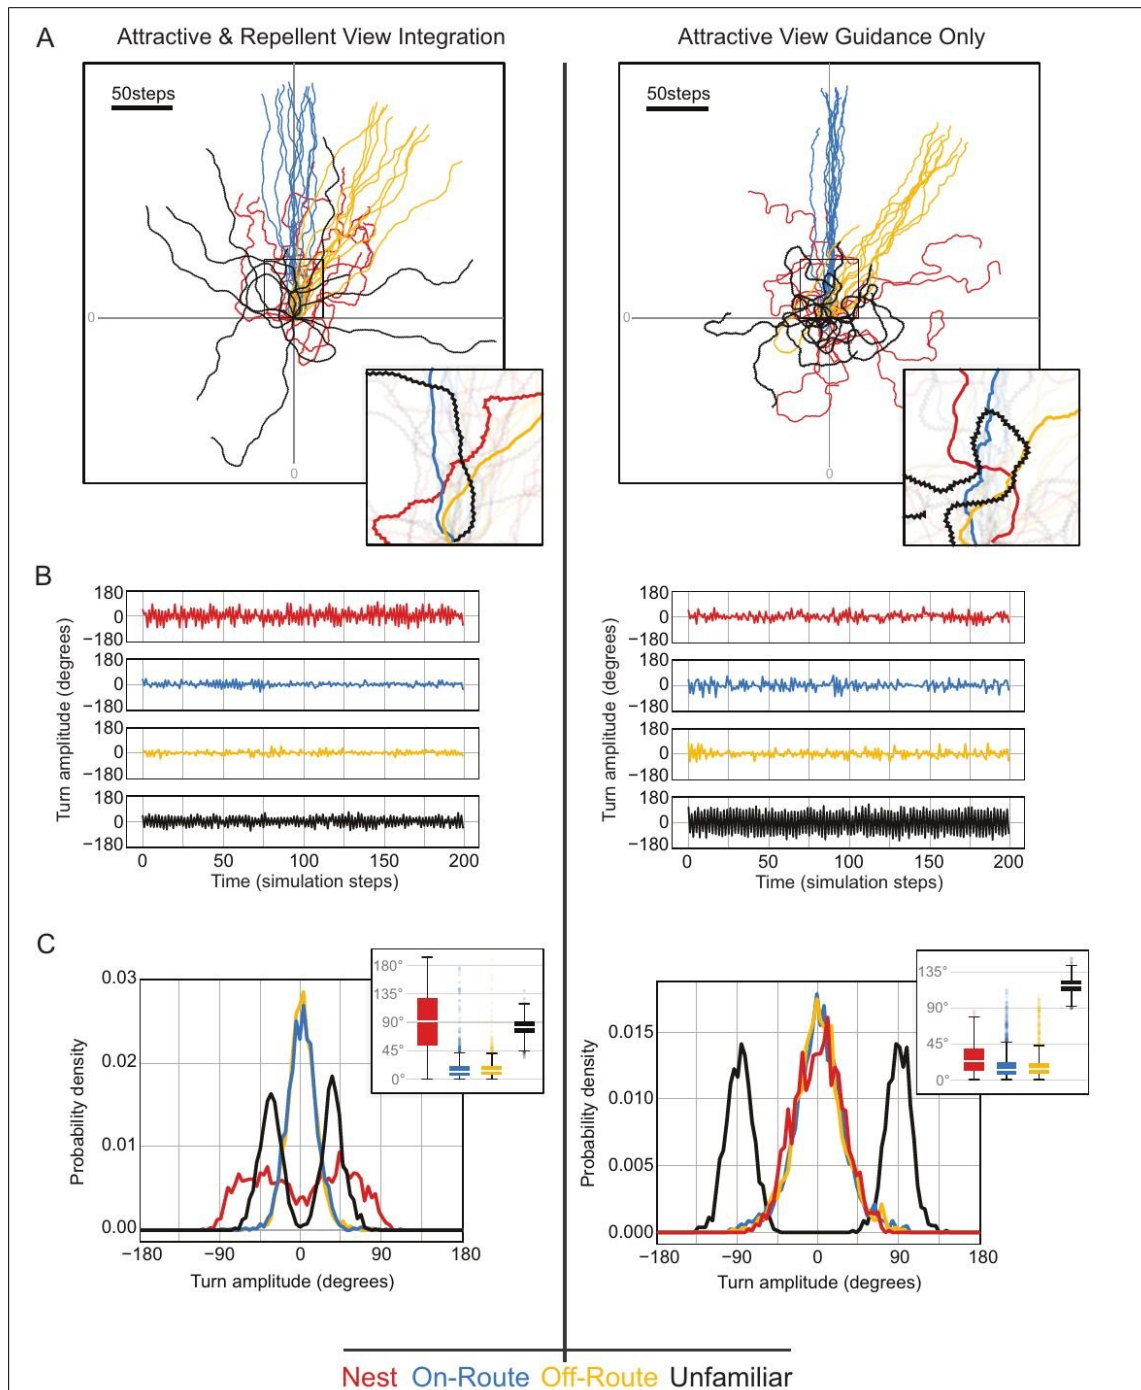 A
Attractive & Repellent View Integration
Attractive View Guidance Only
50steps
50steps
0
0
0
0
B
Turn amplitude (degrees)
180
0
−180
180
0
−180
180
0
−180
180
0
−180
0 50 100 150 200
Time (simulation steps)
Turn amplitude (degrees)
180
0
−180
180
0
−180
180
0
−180
180
0
−180
0 50 100 150 200
Time (simulation steps)
C
Probability density
0.03
0.02
0.01
0.00
−180 −90 0 90 180
Turn amplitude (degrees)
180°
135°
90°
45°
0°
Probability density
0.015
0.010
0.005
0.000
−180 −90 0 90 180
Turn amplitude (degrees)
135°
90°
45°
0°
Nest On-Route Off-Route Unfamiliar